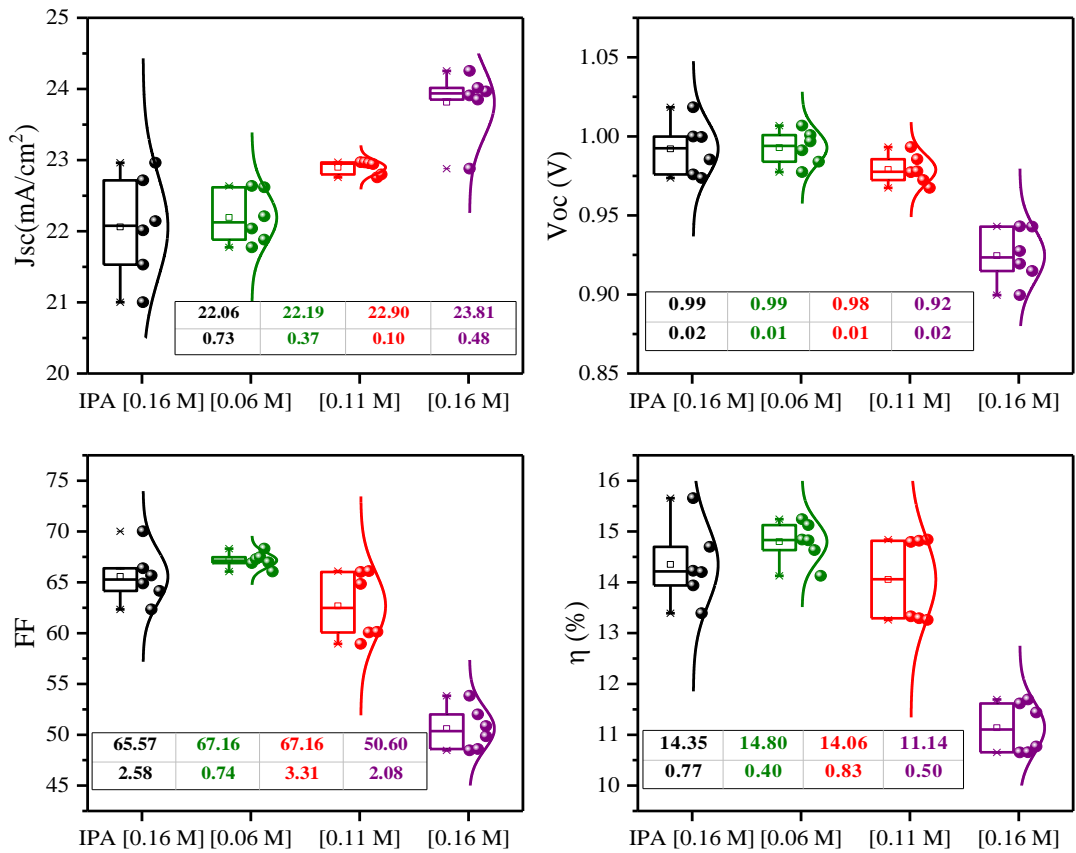 25
24
23
22
21
20
Jsc(mA/cm²)
22.06 22.19 22.90 23.81
0.73 0.37 0.10 0.48
IPA [0.16 M] [0.06 M] [0.11 M] [0.16 M]
1.05
1.00
0.95
0.90
0.85
Voc (V)
0.99 0.99 0.98 0.92
0.02 0.01 0.01 0.02
IPA [0.16 M] [0.06 M] [0.11 M] [0.16 M]
75
70
65
60
55
50
45
FF
65.57 67.16 67.16 50.60
2.58 0.74 3.31 2.08
IPA [0.16 M] [0.06 M] [0.11 M] [0.16 M]
16
15
14
13
12
11
10
η (%)
14.35 14.80 14.06 11.14
0.77 0.40 0.83 0.50
IPA [0.16 M] [0.06 M] [0.11 M] [0.16 M]